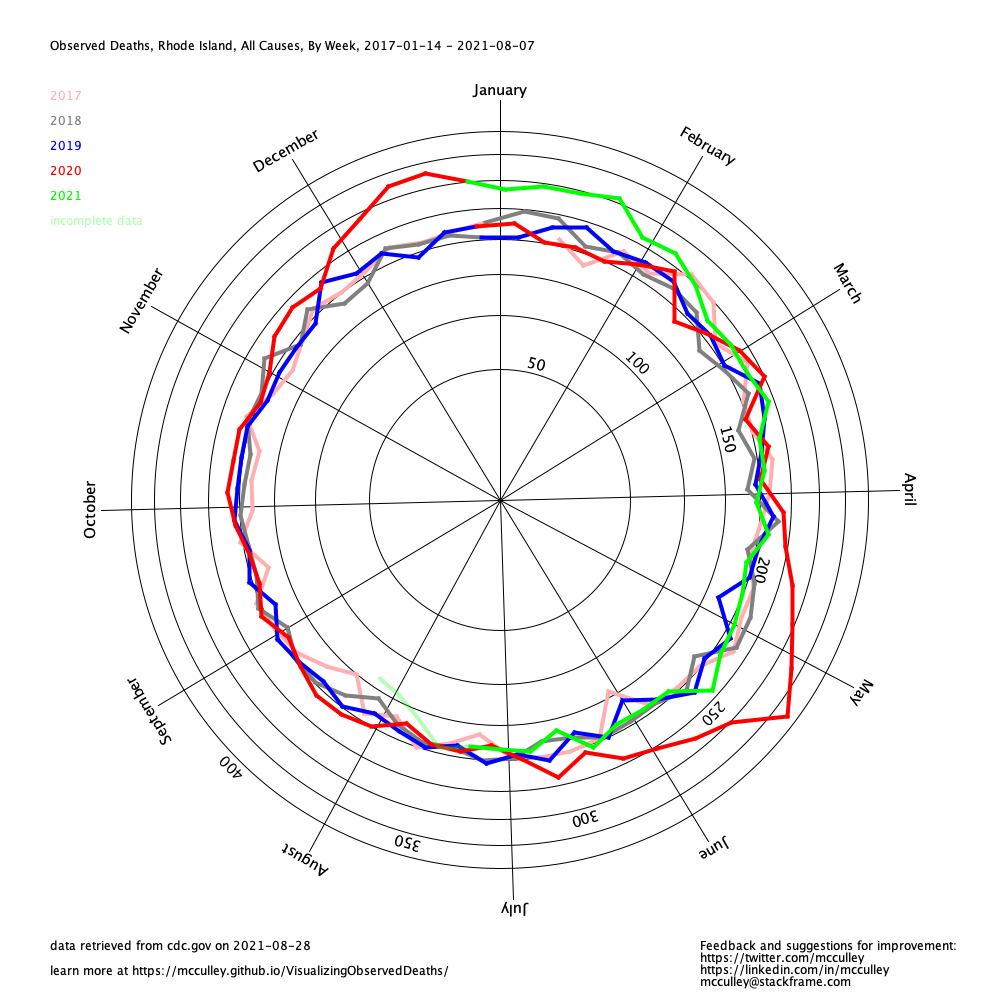 Observed Deaths, Rhode Island, All Causes, By Week, 2017-01-14 - 2021-08-07
2017
2018
2019
2020
2021
incomplete data
January
February
March
April
May
June
July
August
September
October
November
December
50
100
150
200
250
300
350
400
data retrieved from cdc.gov on 2021-08-28
learn more at https://mcculley.github.io/VisualizingObservedDeaths/
Feedback and suggestions for improvement:
https://twitter.com/mcculley
https://linkedin.com/in/mcculley
mcculley@stackframe.com